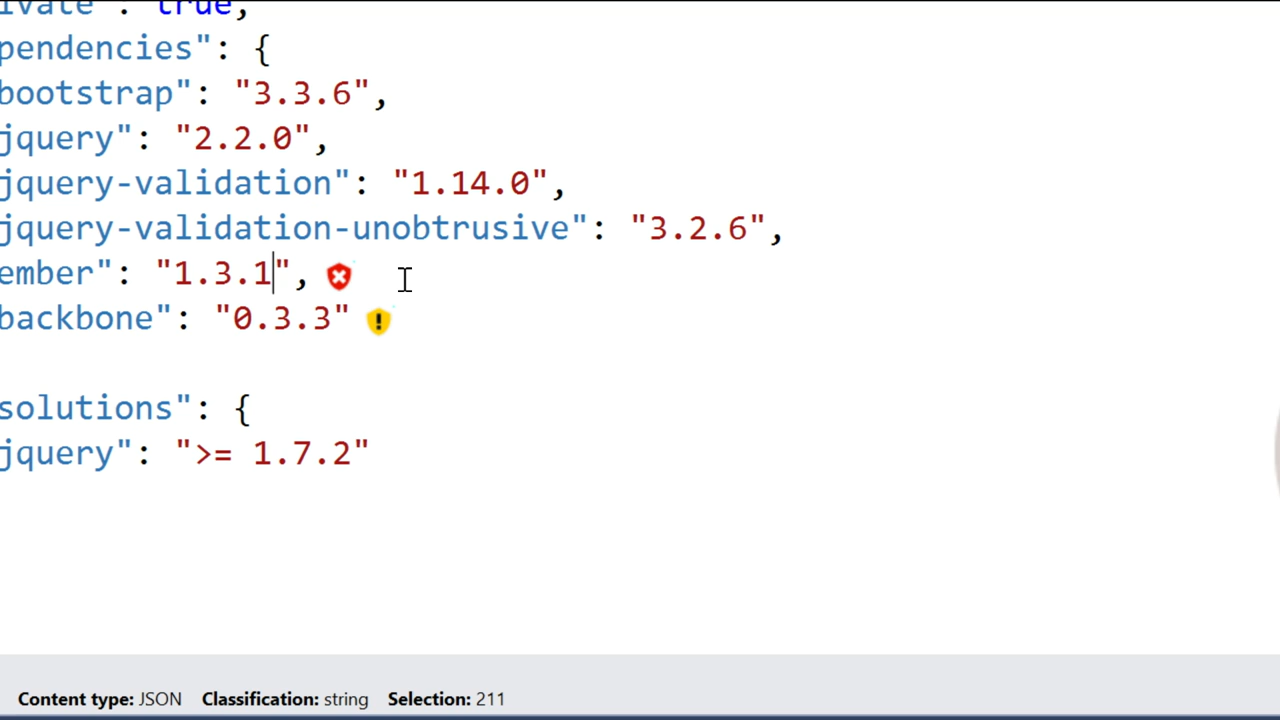 ivate": true,
pendencies": {
bootstrap": "3.3.6",
jquery": "2.2.0",
jquery-validation": "1.14.0",
jquery-validation-unobtrusive": "3.2.6",
ember": "1.3.1",
backbone": "0.3.3"
solutions": {
jquery": ">= 1.7.2"
Content type: JSON Classification: string Selection: 211